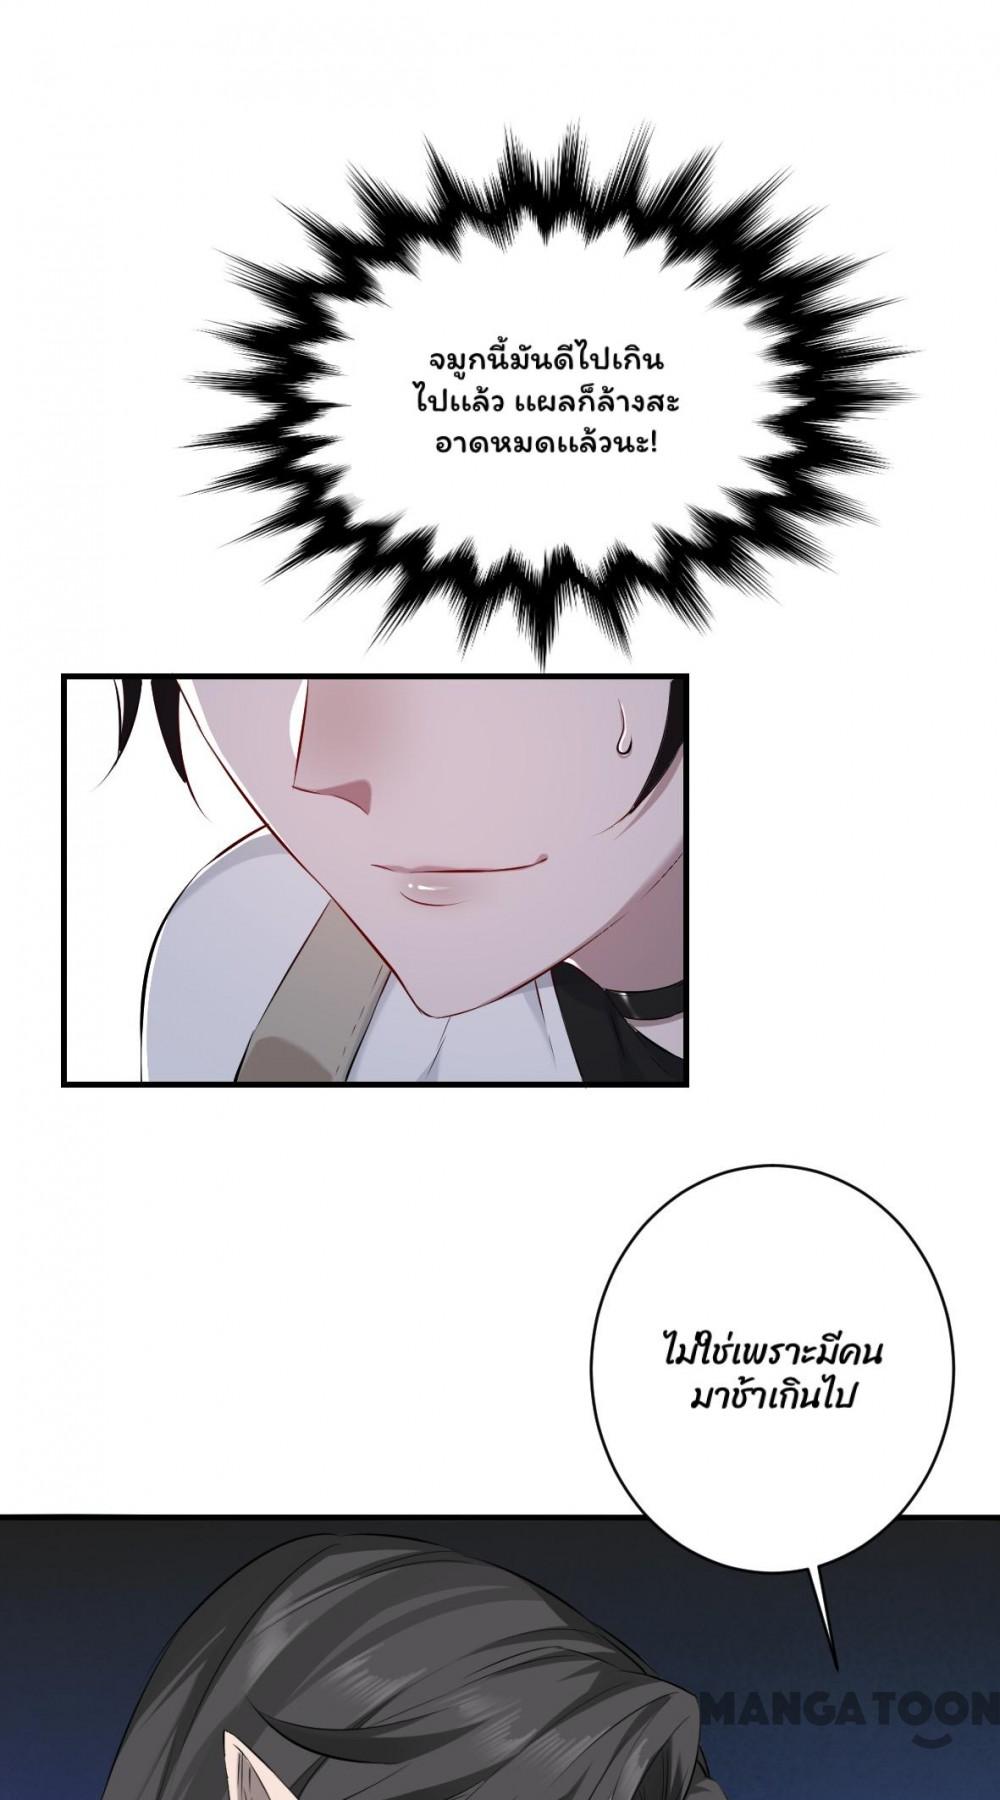 จมูกนี้มันดีไปเกิน
ไปแล้ว แผลก็ล้างสะ
อาดหมดแล้วนะ!
ไม่ใช่เพราะมีคน
มาช้าเกินไป
MANGA TOON